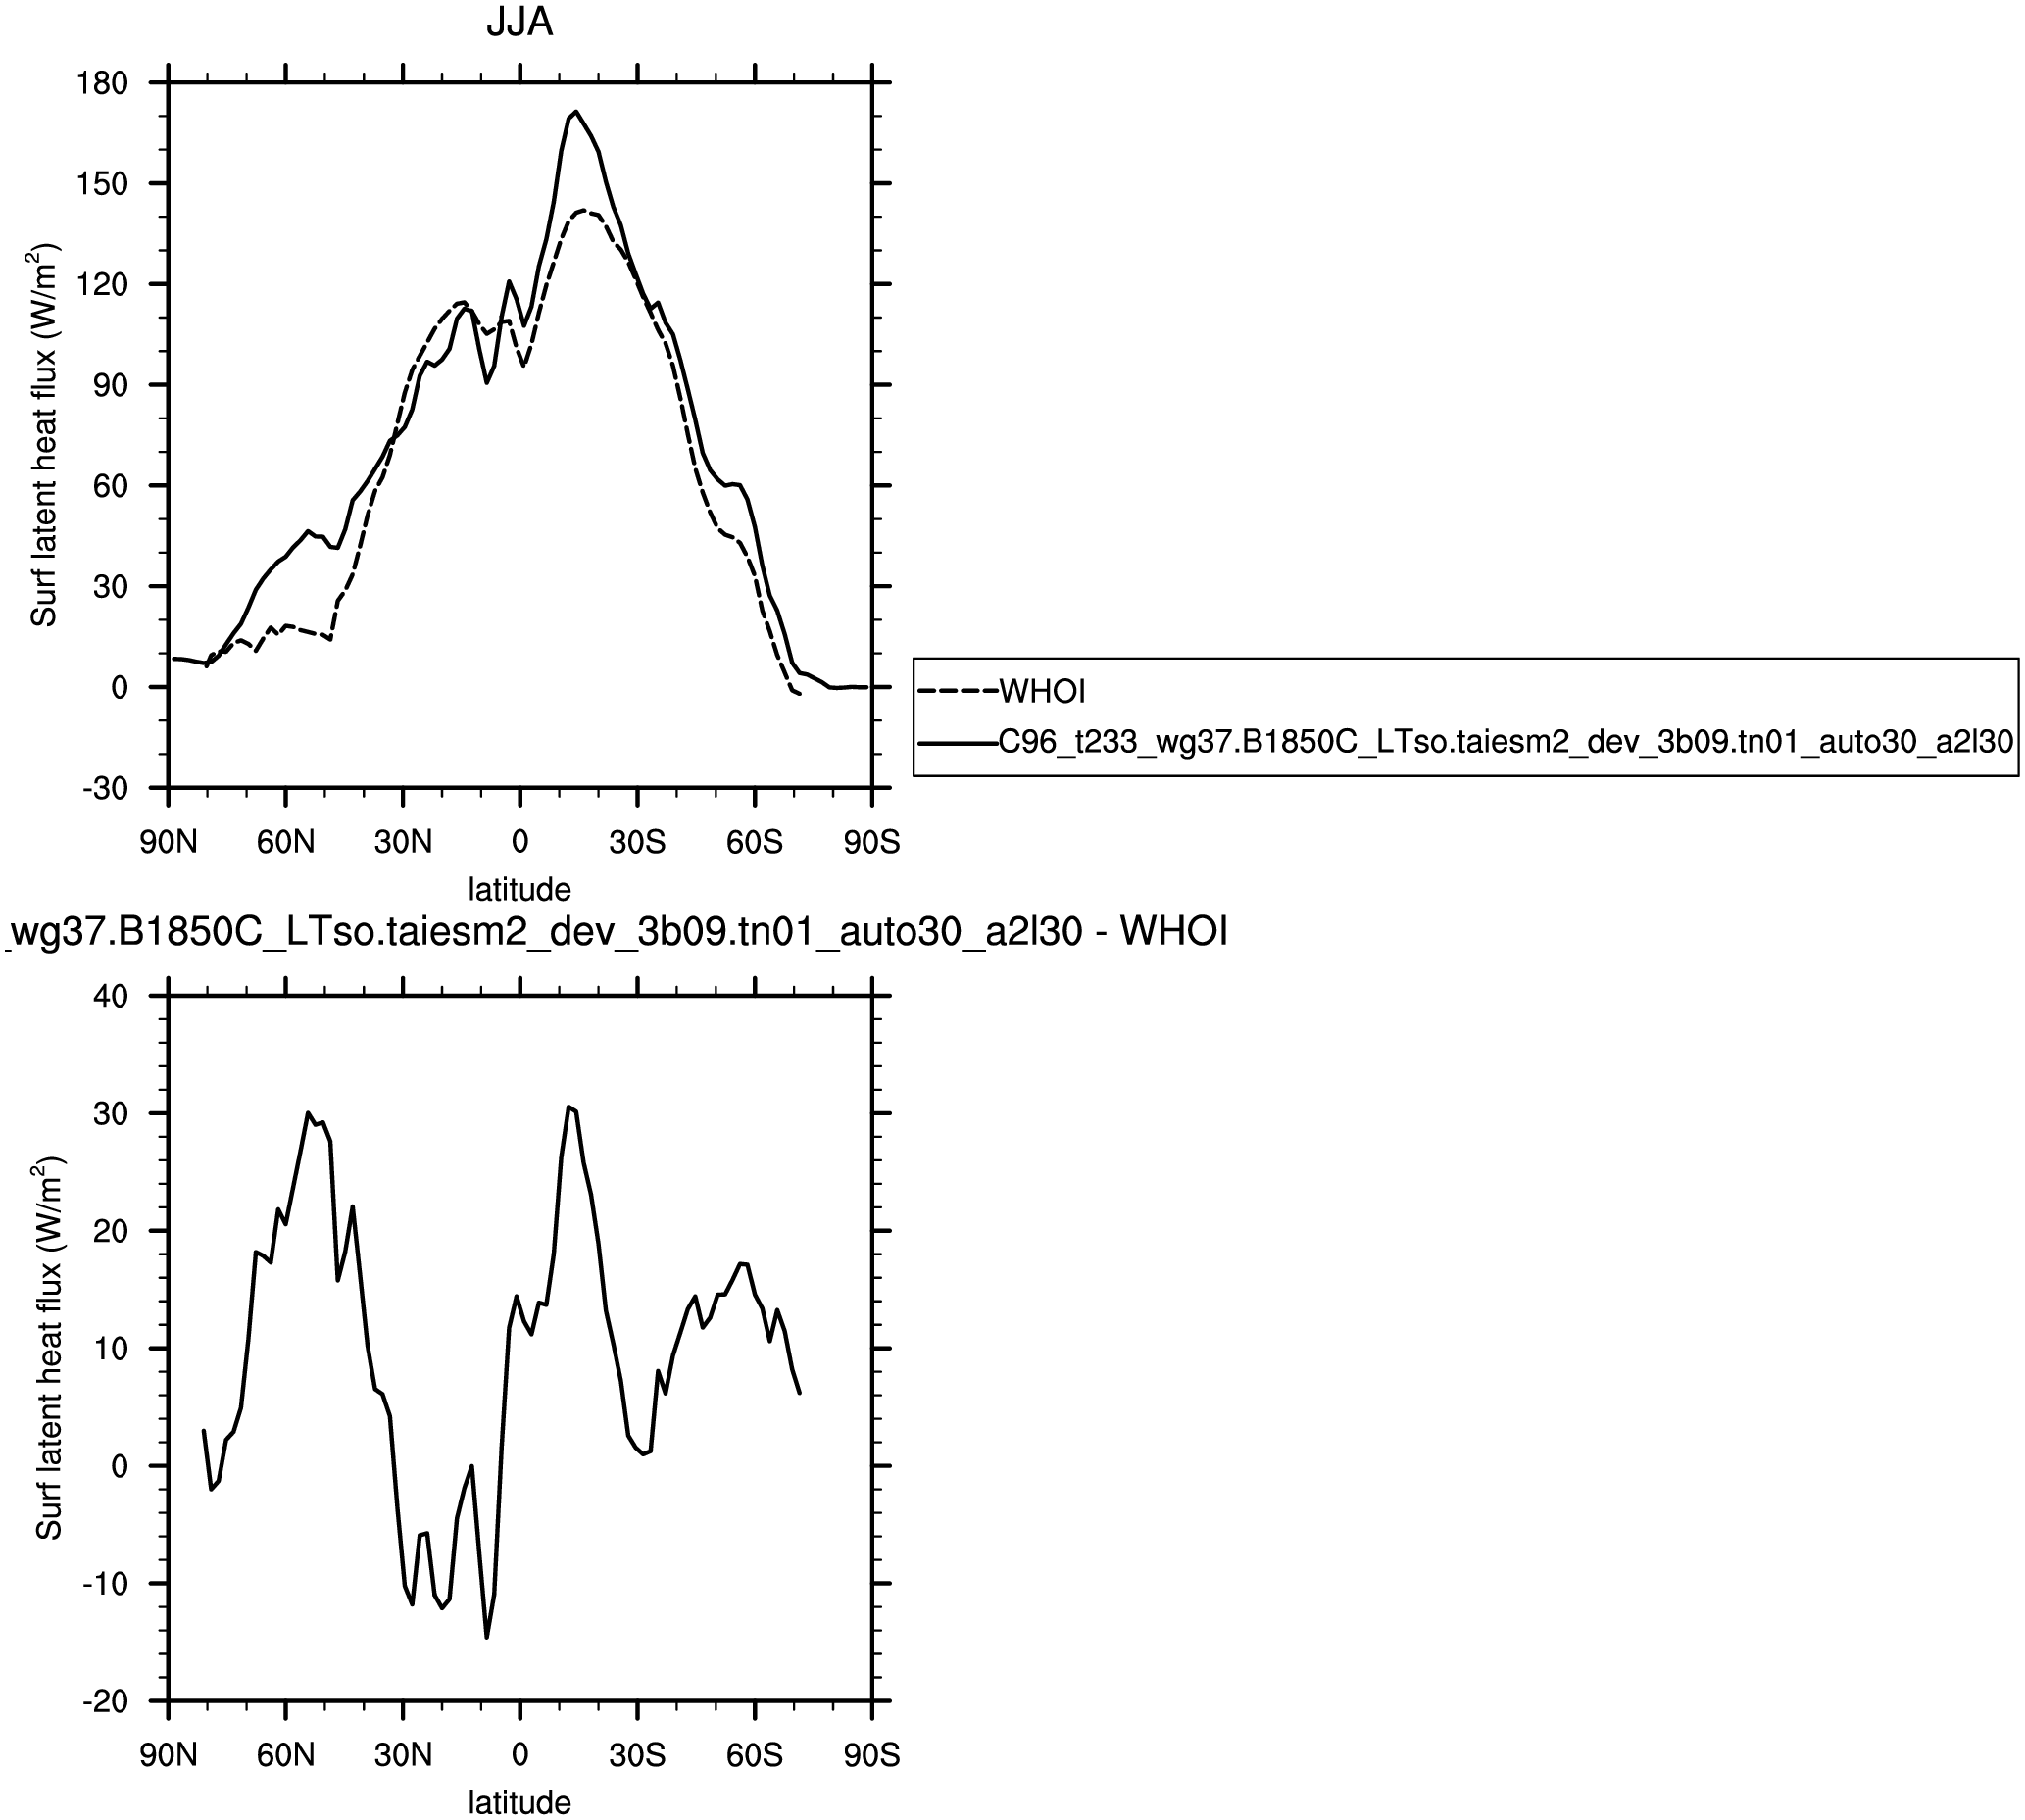 JJA
180
150
120
90
60
30
0
-30
Surf latent heat flux (W/m²)
90N 60N 30N 0 30S 60S 90S
latitude
WHOI
C96_t233_wg37.B1850C_LTso.taiesm2_dev_3b09.tn01_auto30_a2l30
_wg37.B1850C_LTso.taiesm2_dev_3b09.tn01_auto30_a2l30 - WHOI
40
30
20
10
0
-10
-20
Surf latent heat flux (W/m²)
90N 60N 30N 0 30S 60S 90S
latitude